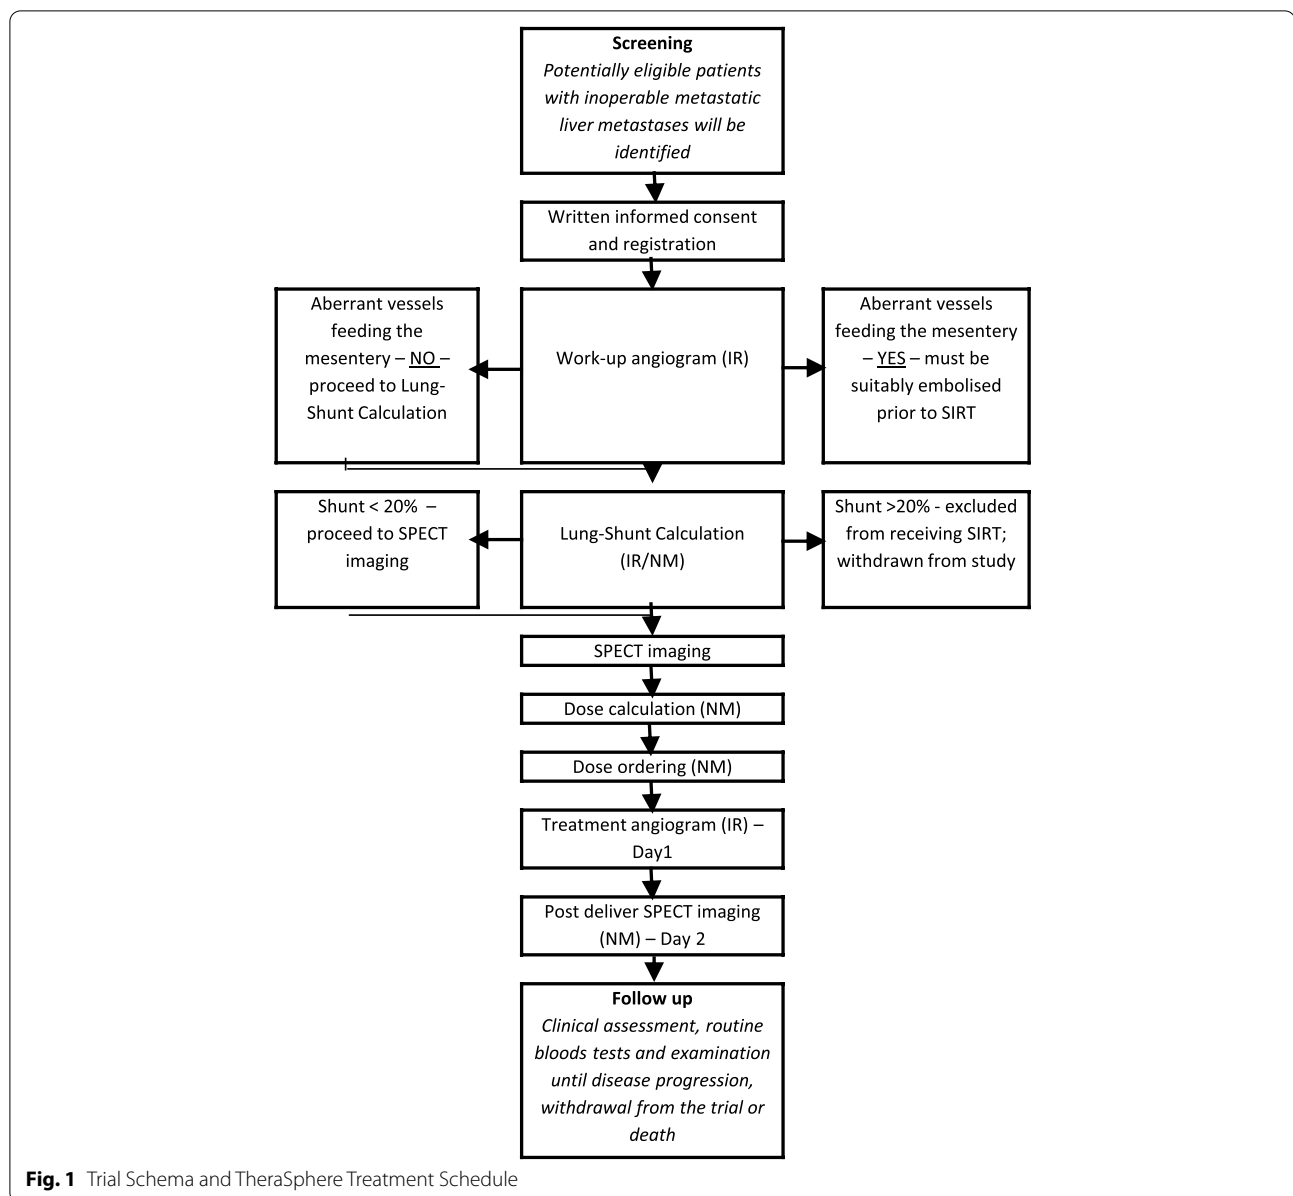 Screening
Potentially eligible patients
with inoperable metastatic
liver metastases will be
identified
Written informed consent
and registration
Aberrant vessels
feeding the
mesentery – NO –
proceed to Lung-
Shunt Calculation
Work-up angiogram (IR)
Aberrant vessels
feeding the mesentery
– YES – must be
suitably embolised
prior to SIRT
Shunt < 20% –
proceed to SPECT
imaging
Lung-Shunt Calculation
(IR/NM)
Shunt >20% - excluded
from receiving SIRT;
withdrawn from study
SPECT imaging
Dose calculation (NM)
Dose ordering (NM)
Treatment angiogram (IR) –
Day1
Post deliver SPECT imaging
(NM) – Day 2
Follow up
Clinical assessment, routine
bloods tests and examination
until disease progression,
withdrawal from the trial or
death
Fig. 1 Trial Schema and TheraSphere Treatment Schedule